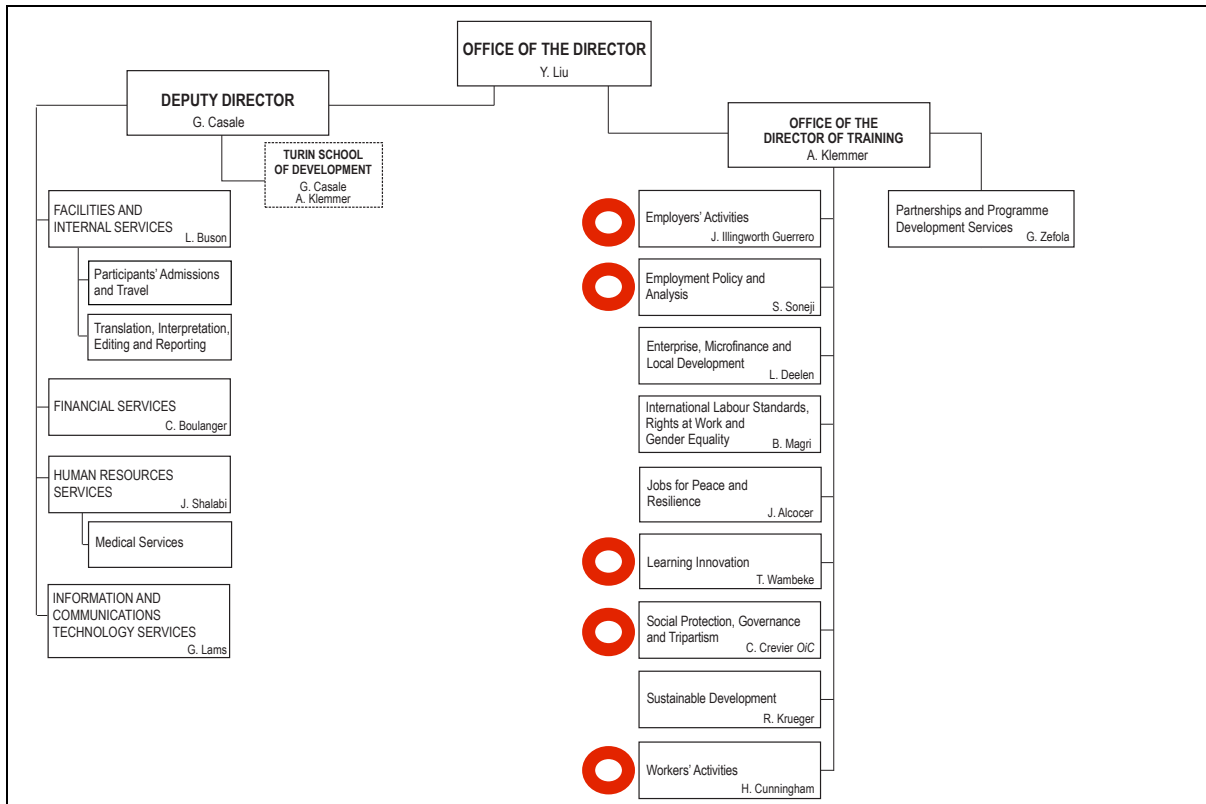 OFFICE OF THE DIRECTOR
Y. Liu
DEPUTY DIRECTOR
G. Casale
TURIN SCHOOL
OF DEVELOPMENT
G. Casale
A. Klemmer
FACILITIES AND
INTERNAL SERVICES
L. Buson
Participants' Admissions
and Travel
Translation, Interpretation,
Editing and Reporting
FINANCIAL SERVICES
C. Boulanger
HUMAN RESOURCES
SERVICES
J. Shalabi
Medical Services
INFORMATION AND
COMMUNICATIONS
TECHNOLOGY SERVICES
G. Lams
OFFICE OF THE
DIRECTOR OF TRAINING
A. Klemmer
Employers' Activities
J. Illingworth Guerrero
Employment Policy and
Analysis
S. Soneji
Enterprise, Microfinance and
Local Development
L. Deelen
International Labour Standards,
Rights at Work and
Gender Equality
B. Magri
Jobs for Peace and
Resilience
J. Alcocer
Learning Innovation
T. Wambeke
Social Protection, Governance
and Tripartism
C. Crevier OiC
Sustainable Development
R. Krueger
Workers' Activities
H. Cunningham
Partnerships and Programme
Development Services
G. Zefola